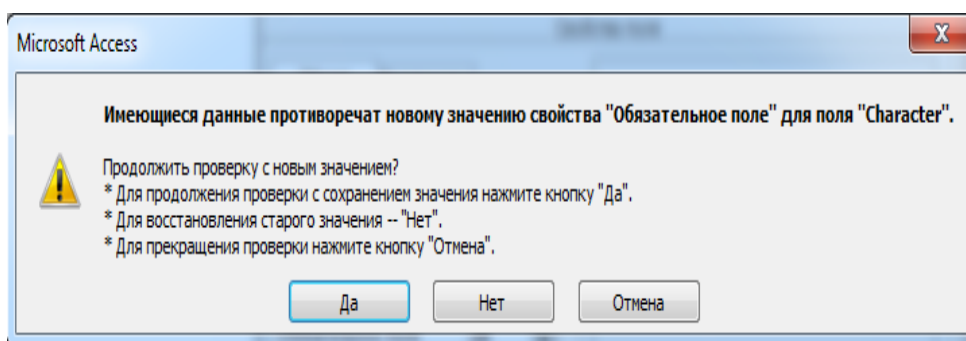 Microsoft Access
Имеющиеся данные противоречат новому значению свойства "Обязательное поле" для поля "Character".
Продолжить проверку с новым значением?
* Для продолжения проверки с сохранением значения нажмите кнопку "Да".
* Для восстановления старого значения -- "Нет".
* Для прекращения проверки нажмите кнопку "Отмена".
Да
Нет
Отмена